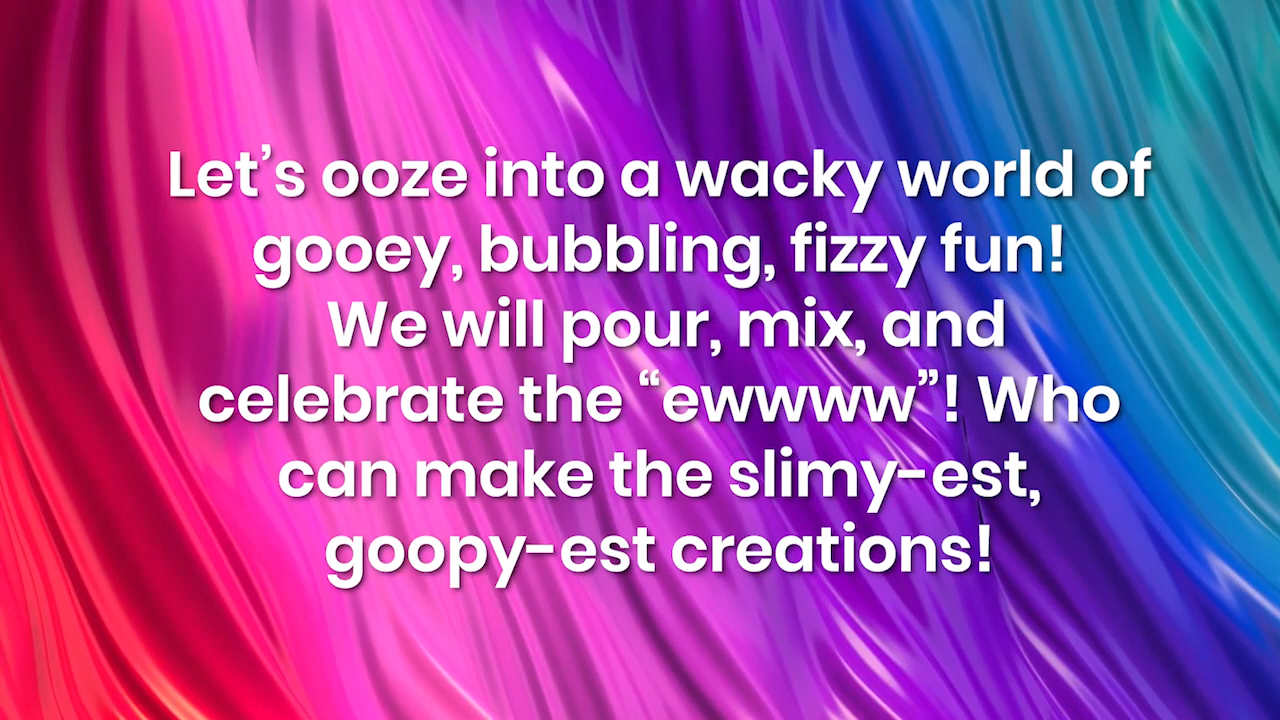 Let’s ooze into a wacky world of
gooey, bubbling, fizzy fun!
We will pour, mix, and
celebrate the “ewwww”! Who
can make the slimy-est,
goopy-est creations!